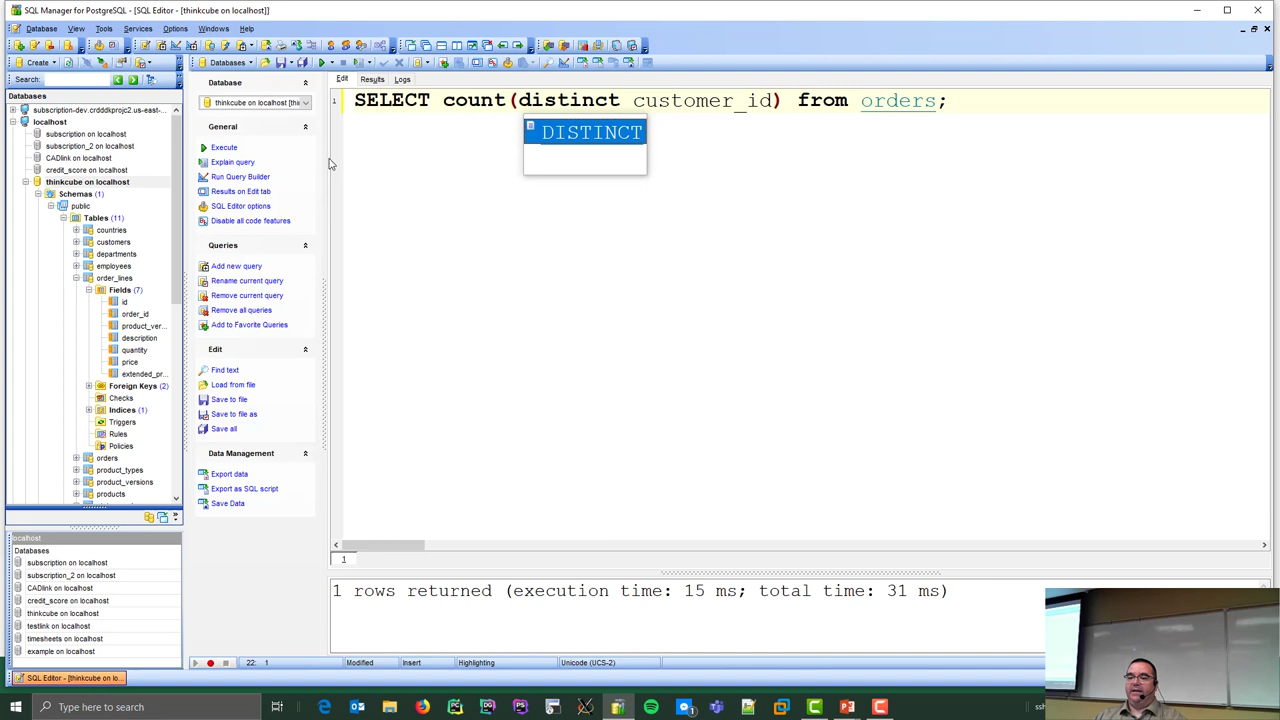 SQL Manager for PostgreSQL - [SQL Editor - [thinkcube on localhost]]
Database View Tools Services Options Windows Help
Create
Databases
Search:
Edit Results Logs
Databases
subscription-dev.crdddkprojc2.us-east-
localhost
subscription on localhost
subscription_2 on localhost
CADlink on localhost
credit_score on localhost
thinkcube on localhost
Schemas (1)
public
Tables (11)
countries
customers
departments
employees
order_lines
Fields (7)
id
order_id
product_ver...
description
quantity
price
extended_pr...
Foreign Keys (2)
Checks
Indices (1)
Triggers
Rules
Policies
orders
product_types
product_versions
products
localhost
Databases
subscription on localhost
subscription_2 on localhost
CADlink on localhost
credit_score on localhost
thinkcube on localhost
testlink on localhost
timesheets on localhost
example on localhost
Database
thinkcube on localhost [thin
General
Execute
Explain query
Run Query Builder
Results on Edit tab
SQL Editor options
Disable all code features
Queries
Add new query
Rename current query
Remove current query
Remove all queries
Add to Favorite Queries
Edit
Find text
Load from file
Save to file
Save to file as
Save all
Data Management
Export data
Export as SQL script
Save Data
1
SELECT count(distinct customer_id) from orders;
DISTINCT
1
1 rows returned (execution time: 15 ms; total time: 31 ms)
22: 1 Modified Insert Highlighting Unicode (UCS-2)
SQL Editor - [thinkcube on lo...
Type here to search